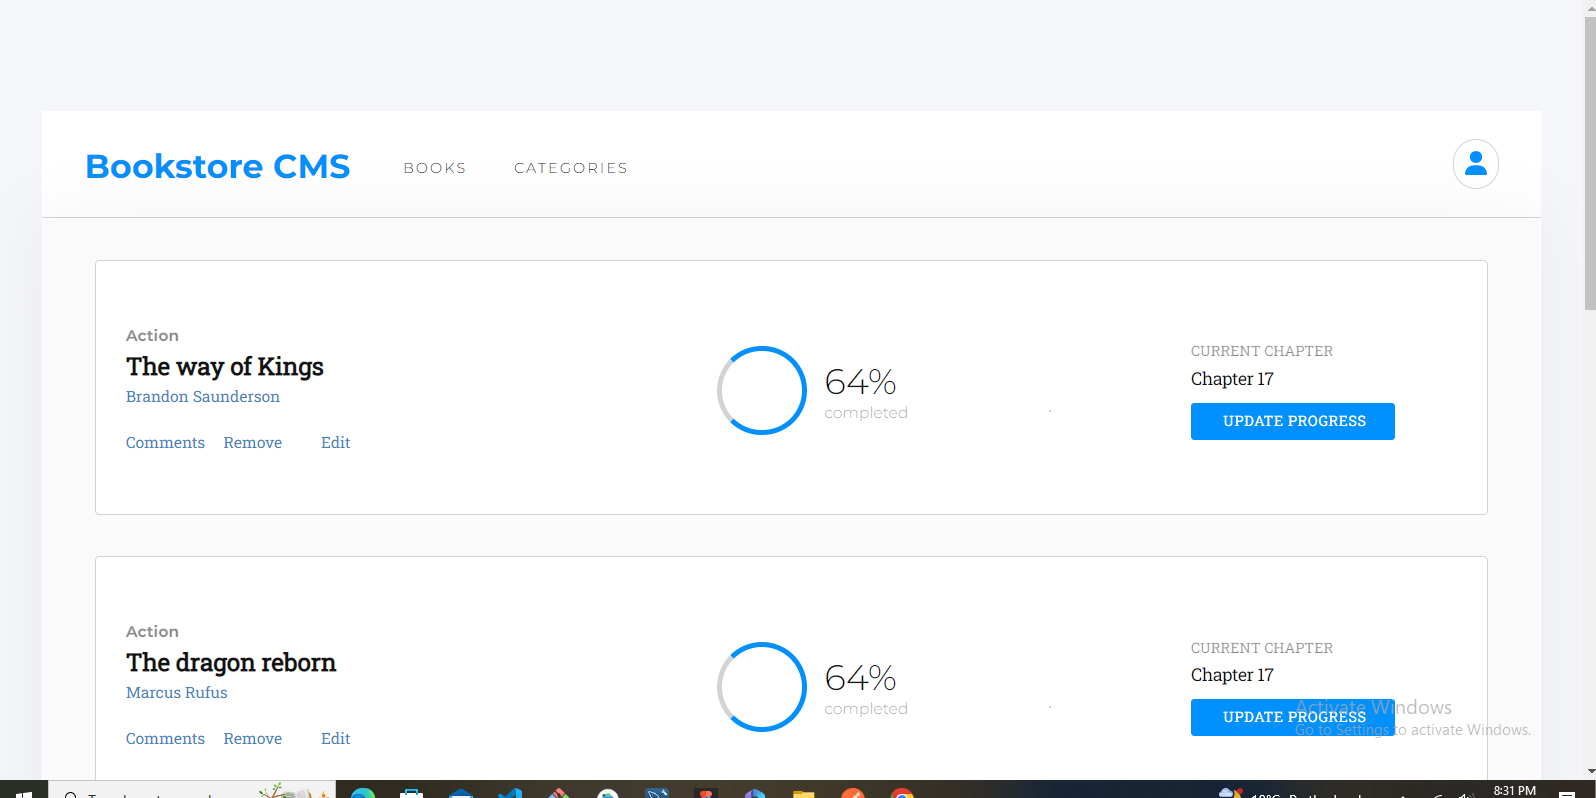 Bookstore CMS BOOKS CATEGORIES
Action
The way of Kings
Brandon Saunderson
Comments Remove Edit
64%
completed
CURRENT CHAPTER
Chapter 17
UPDATE PROGRESS
Action
The dragon reborn
Marcus Rufus
Comments Remove Edit
64%
completed
CURRENT CHAPTER
Chapter 17
UPDATE PROGRESS
Activate Windows
Go to Settings to activate Windows.
8:31 PM